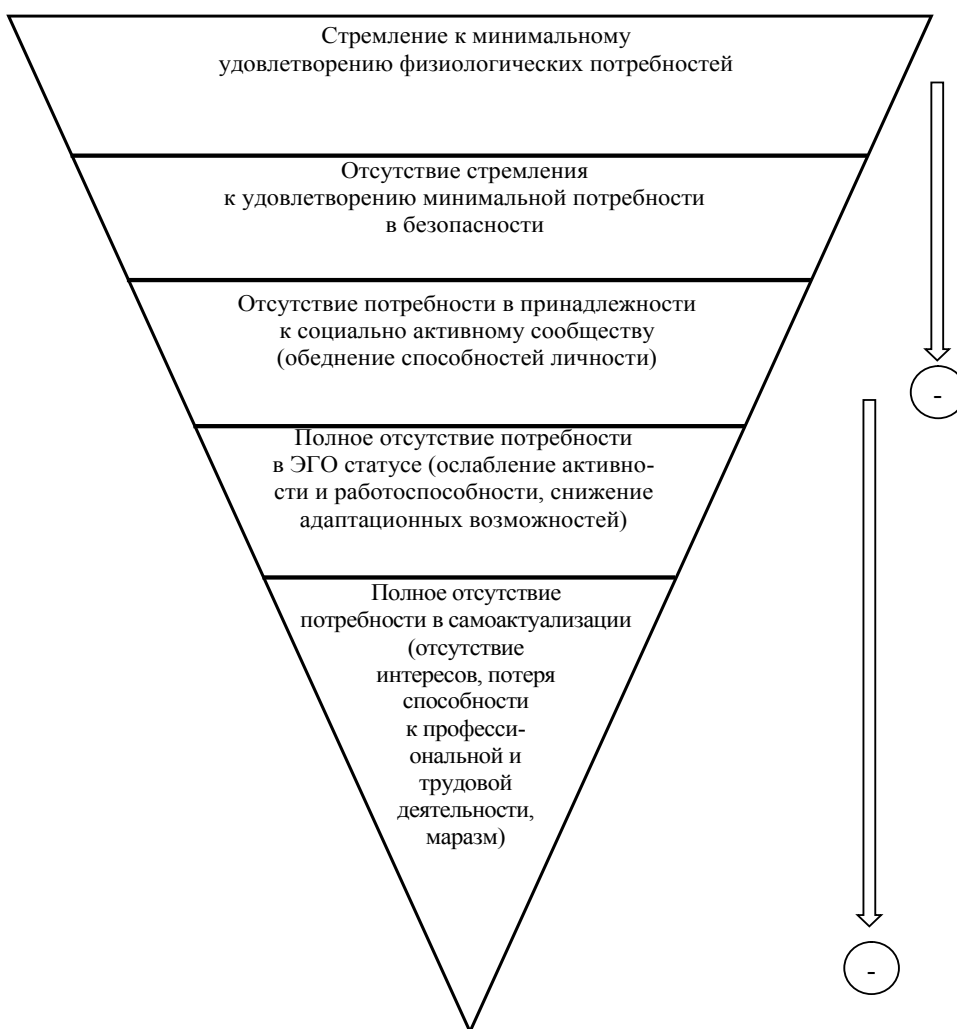 Стремление к минимальному
удовлетворению физиологических потребностей
Отсутствие стремления
к удовлетворению минимальной потребности
в безопасности
Отсутствие потребности в принадлежности
к социально активному сообществу
(обеднение способностей личности)
-
Полное отсутствие потребности
в ЭГО статусе (ослабление активно-
сти и работоспособности, снижение
адаптационных возможностей)
Полное отсутствие
потребности в самоактуализации
(отсутствие
интересов, потеря
способности
к професси-
ональной и
трудовой
деятельности,
маразм)
-